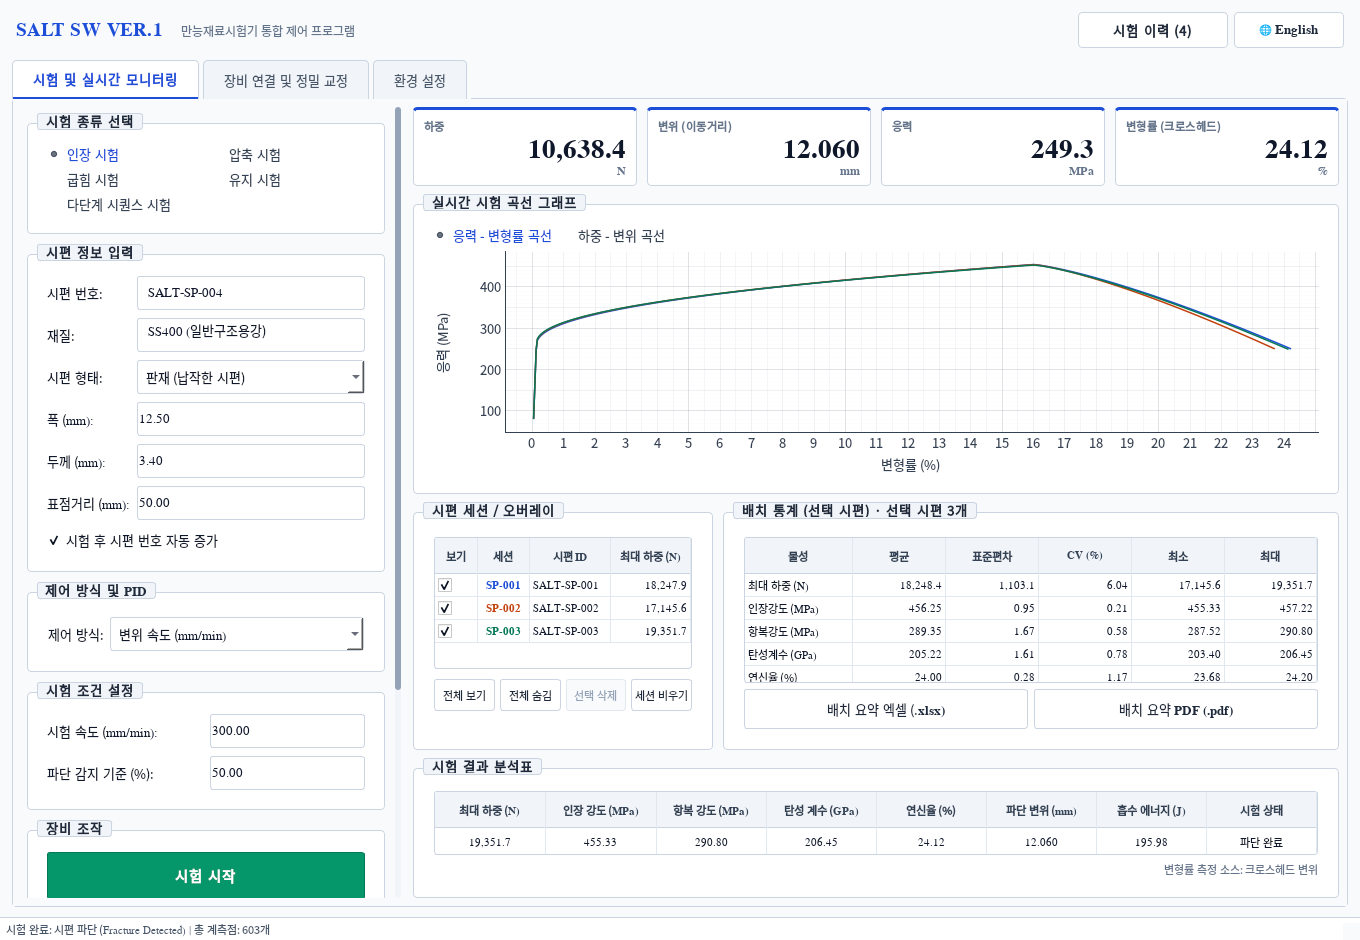 SALT SW VER.1 만능재료시험기 통합 제어 프로그램 시험 이력 (4) 🌐 English
시험 및 실시간 모니터링 장비 연결 및 정밀 교정 환경 설정
시험 종류 선택
인장 시험 압축 시험
굽힘 시험 유지 시험
다단계 시퀀스 시험
시편 정보 입력
시편 번호: SALT-SP-004
재질: SS400 (일반구조용강)
시편 형태: 판재 (납작한 시편)
폭 (mm): 12.50
두께 (mm): 3.40
표점거리 (mm): 50.00
✓ 시험 후 시편 번호 자동 증가
제어 방식 및 PID
제어 방식: 변위 속도 (mm/min)
시험 조건 설정
시험 속도 (mm/min): 300.00
파단 감지 기준 (%): 50.00
장비 조작
시험 시작
하중
10,638.4
N
변위 (이동거리)
12.060
mm
응력
249.3
MPa
변형률 (크로스헤드)
24.12
%
실시간 시험 곡선 그래프
응력 - 변형률 곡선 하중 - 변위 곡선
응력 (MPa)
400
300
200
100
0 1 2 3 4 5 6 7 8 9 10 11 12 13 14 15 16 17 18 19 20 21 22 23 24
변형률 (%)
시편 세션 / 오버레이
보기 세션 시편 ID 최대 하중 (N)
✓ SP-001 SALT-SP-001 18,247.9
✓ SP-002 SALT-SP-002 17,145.6
✓ SP-003 SALT-SP-003 19,351.7
전체 보기 전체 숨김 선택 삭제 세션 비우기
배치 통계 (선택 시편) · 선택 시편 3개
물성 평균 표준편차 CV (%) 최소 최대
최대 하중 (N) 18,248.4 1,103.1 6.04 17,145.6 19,351.7
인장강도 (MPa) 456.25 0.95 0.21 455.33 457.22
항복강도 (MPa) 289.35 1.67 0.58 287.52 290.80
탄성계수 (GPa) 205.22 1.61 0.78 203.40 206.45
연신율 (%) 24.00 0.28 1.17 23.68 24.20
배치 요약 엑셀 (.xlsx) 배치 요약 PDF (.pdf)
시험 결과 분석표
최대 하중 (N) 인장 강도 (MPa) 항복 강도 (MPa) 탄성 계수 (GPa) 연신율 (%) 파단 변위 (mm) 흡수 에너지 (J) 시험 상태
19,351.7 455.33 290.80 206.45 24.12 12.060 195.98 파단 완료
변형률 측정 소스: 크로스헤드 변위
시험 완료: 시편 파단 (Fracture Detected) | 총 계측점: 603개